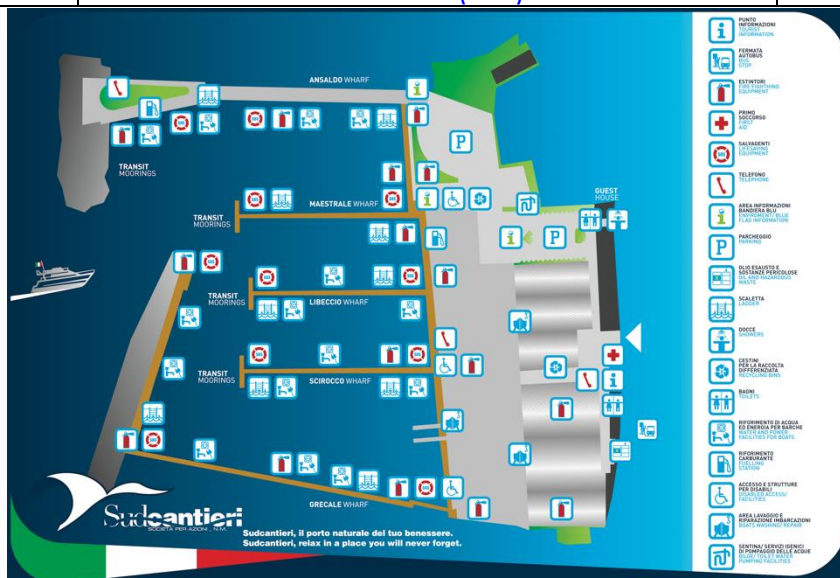 ANSALDO WHARF
TRANSIT
MOORINGS
GUEST
HOUSE
TRANSIT
MOORINGS
MAESTRALE WHARF
TRANSIT
MOORINGS
LIBECCIO WHARF
TRANSIT
MOORINGS
SCIROCCO WHARF
GRECALE WHARF
Sudcantieri
SOCIETÀ PER AZIONI , N.M.
Sudcantieri, il porto naturale del tuo benessere.
Sudcantieri, relax in a place you will never forget.
PUNTO
INFORMAZIONI
TOURIST
INFORMATION
FERMATA
AUTOBUS
BUS
STOP
ESTINTORI
FIRE FIGHTHING
EQUIPMENT
PRIMO
SOCCORSO
FIRST
AID
SALVAGENTI
LIFESAVING
EQUIPMENT
TELEFONO
TELEPHONE
AREA INFORMAZIONI
BANDIERA BLU
ENVIROMENT/ BLUE
FLAG INFORMATION
PARCHEGGIO
PARKING
OLIO ESAUSTO E
SOSTANZE PERICOLOSE
OIL AND HAZARDOUS
WASTE
SCALETTA
LADDER
DOCCE
SHOWERS
CESTINI
PER LA RACCOLTA
DIFFERENZIATA
RECYCLING BINS
BAGNI
TOILETS
RIFORIMENTO DI ACQUA
ED ENERGIA PER BARCHE
WATER AND POWER
FACILITIES FOR BOATS
RIFORIMENTO
CARBURANTE
FUELLING
STATION
ACCESSO E STRUTTURE
PER DISABILI
DISABLED ACCESS/
FACILITIES
AREA LAVAGGIO E
RIPARAZIONE IMBARCAZIONI
BOATS WASHING/ REPAIR
SENTINA/ SERVIZI IGENICI
DI POMPAGGIO DELLE ACQUE
BILGE/ TOILET WATER
PUMPING FACILITIES